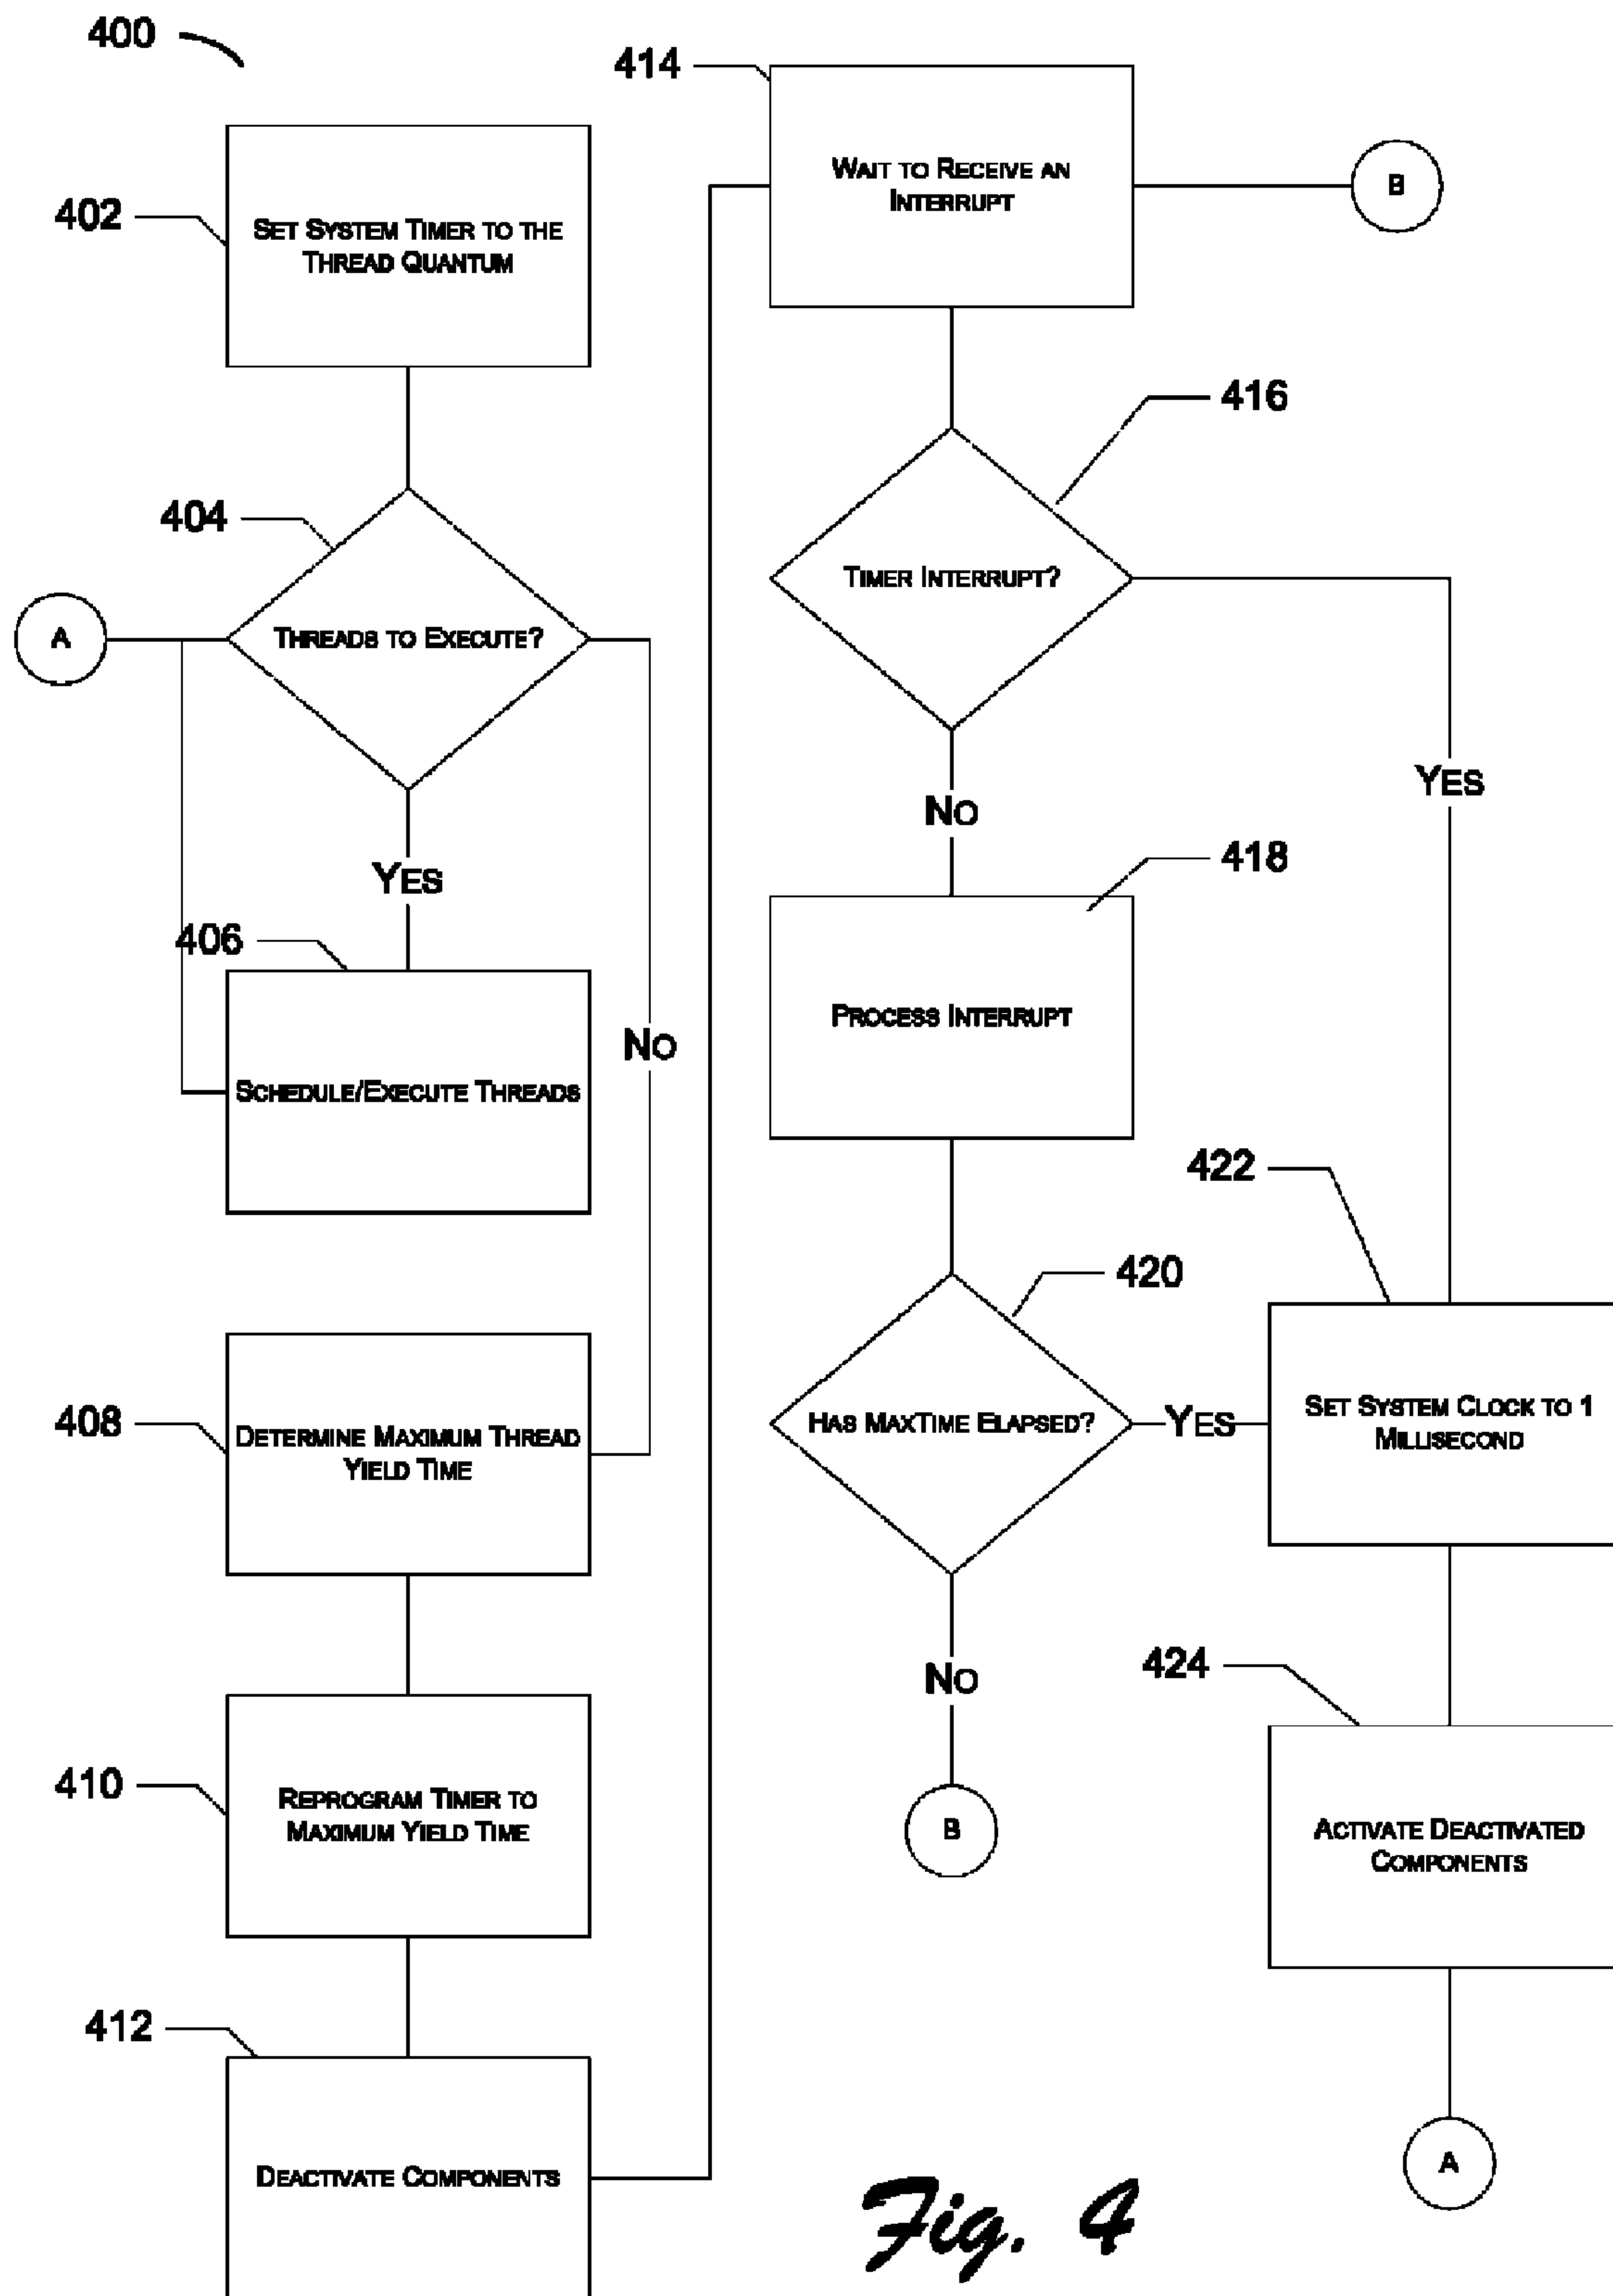 400
402
SET SYSTEM TIMER TO THE
THREAD QUANTUM
404
A
THREADS TO EXECUTE?
YES
NO
406
SCHEDULE/EXECUTE THREADS
408
DETERMINE MAXIMUM THREAD
YIELD TIME
410
REPROGRAM TIMER TO
MAXIMUM YIELD TIME
412
DEACTIVATE COMPONENTS
414
WAIT TO RECEIVE AN
INTERRUPT
B
416
TIMER INTERRUPT?
YES
NO
418
PROCESS INTERRUPT
420
HAS MAXTIME ELAPSED?
YES
NO
B
422
SET SYSTEM CLOCK TO 1
MILLISECOND
424
ACTIVATE DEACTIVATED
COMPONENTS
A
Fig. 4